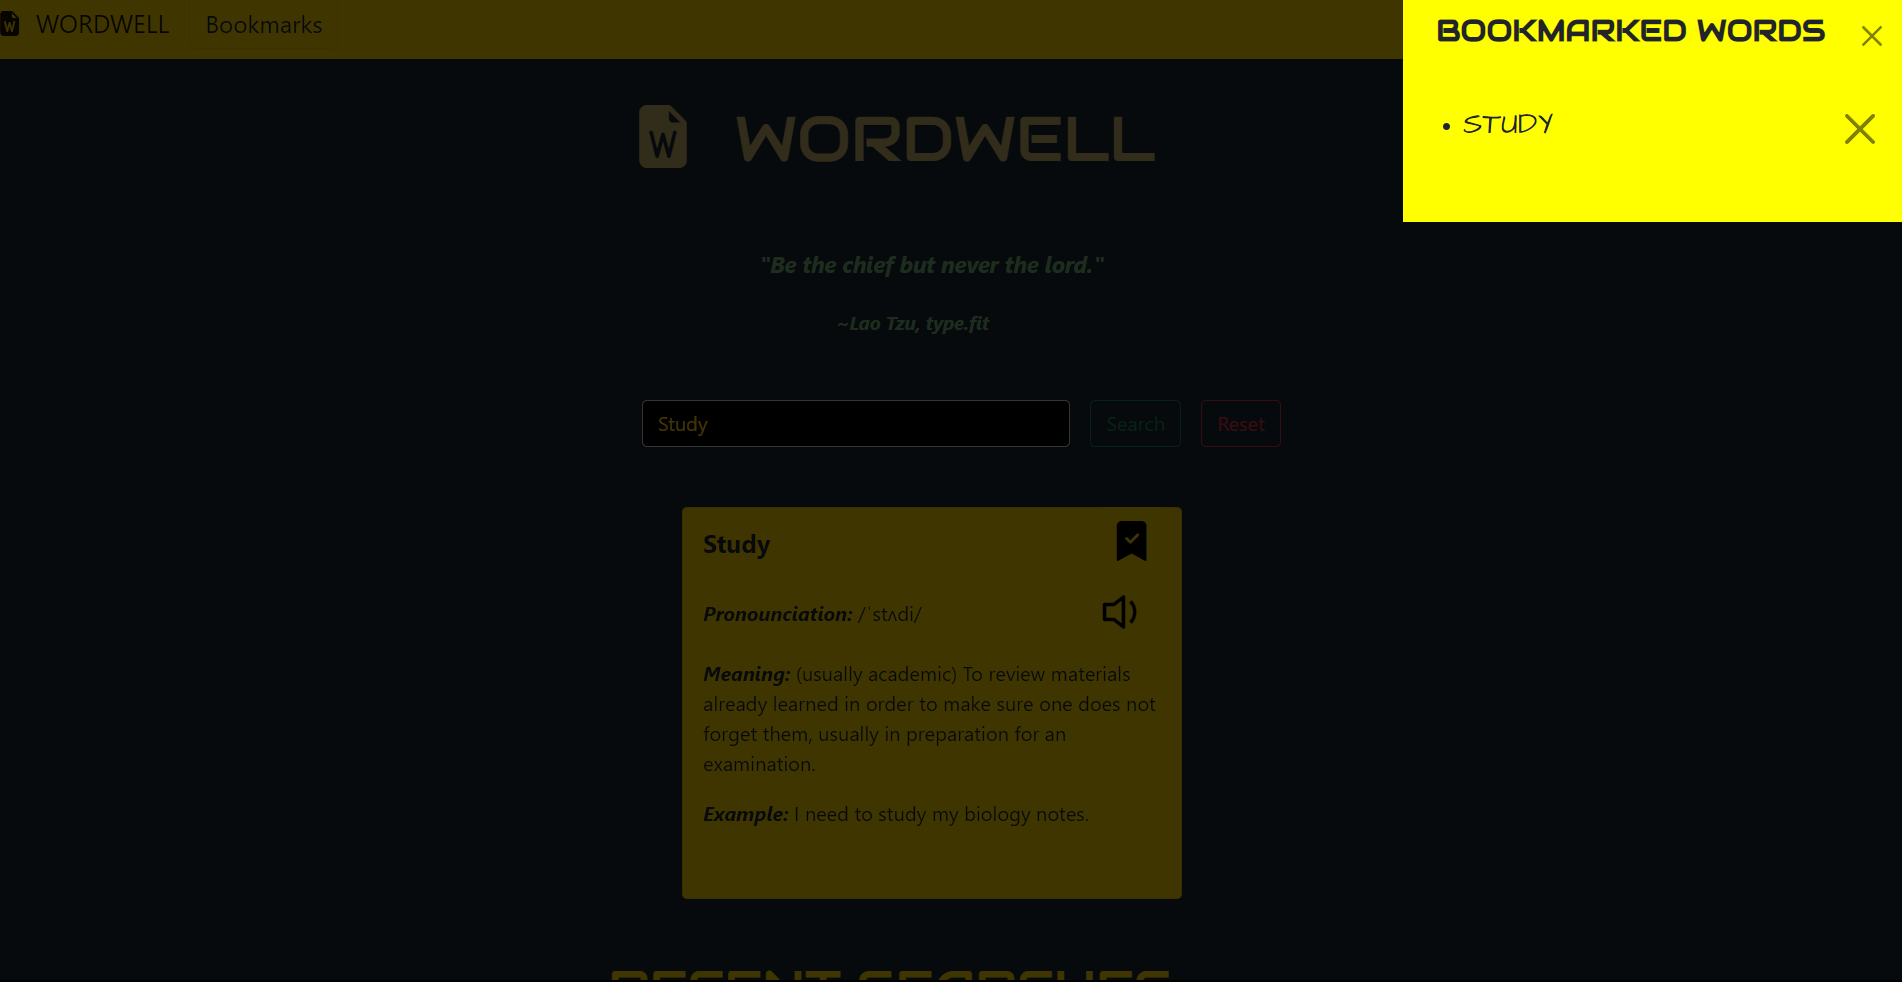 WORDWELL Bookmarks
BOOKMARKED WORDS
STUDY
WORDWELL
"Be the chief but never the lord."
~Lao Tzu, type.fit
Study Search Reset
Study
Pronounciation: /ˈstʌdi/
Meaning: (usually academic) To review materials
already learned in order to make sure one does not
forget them, usually in preparation for an
examination.
Example: I need to study my biology notes.
RECENT SEARCHES